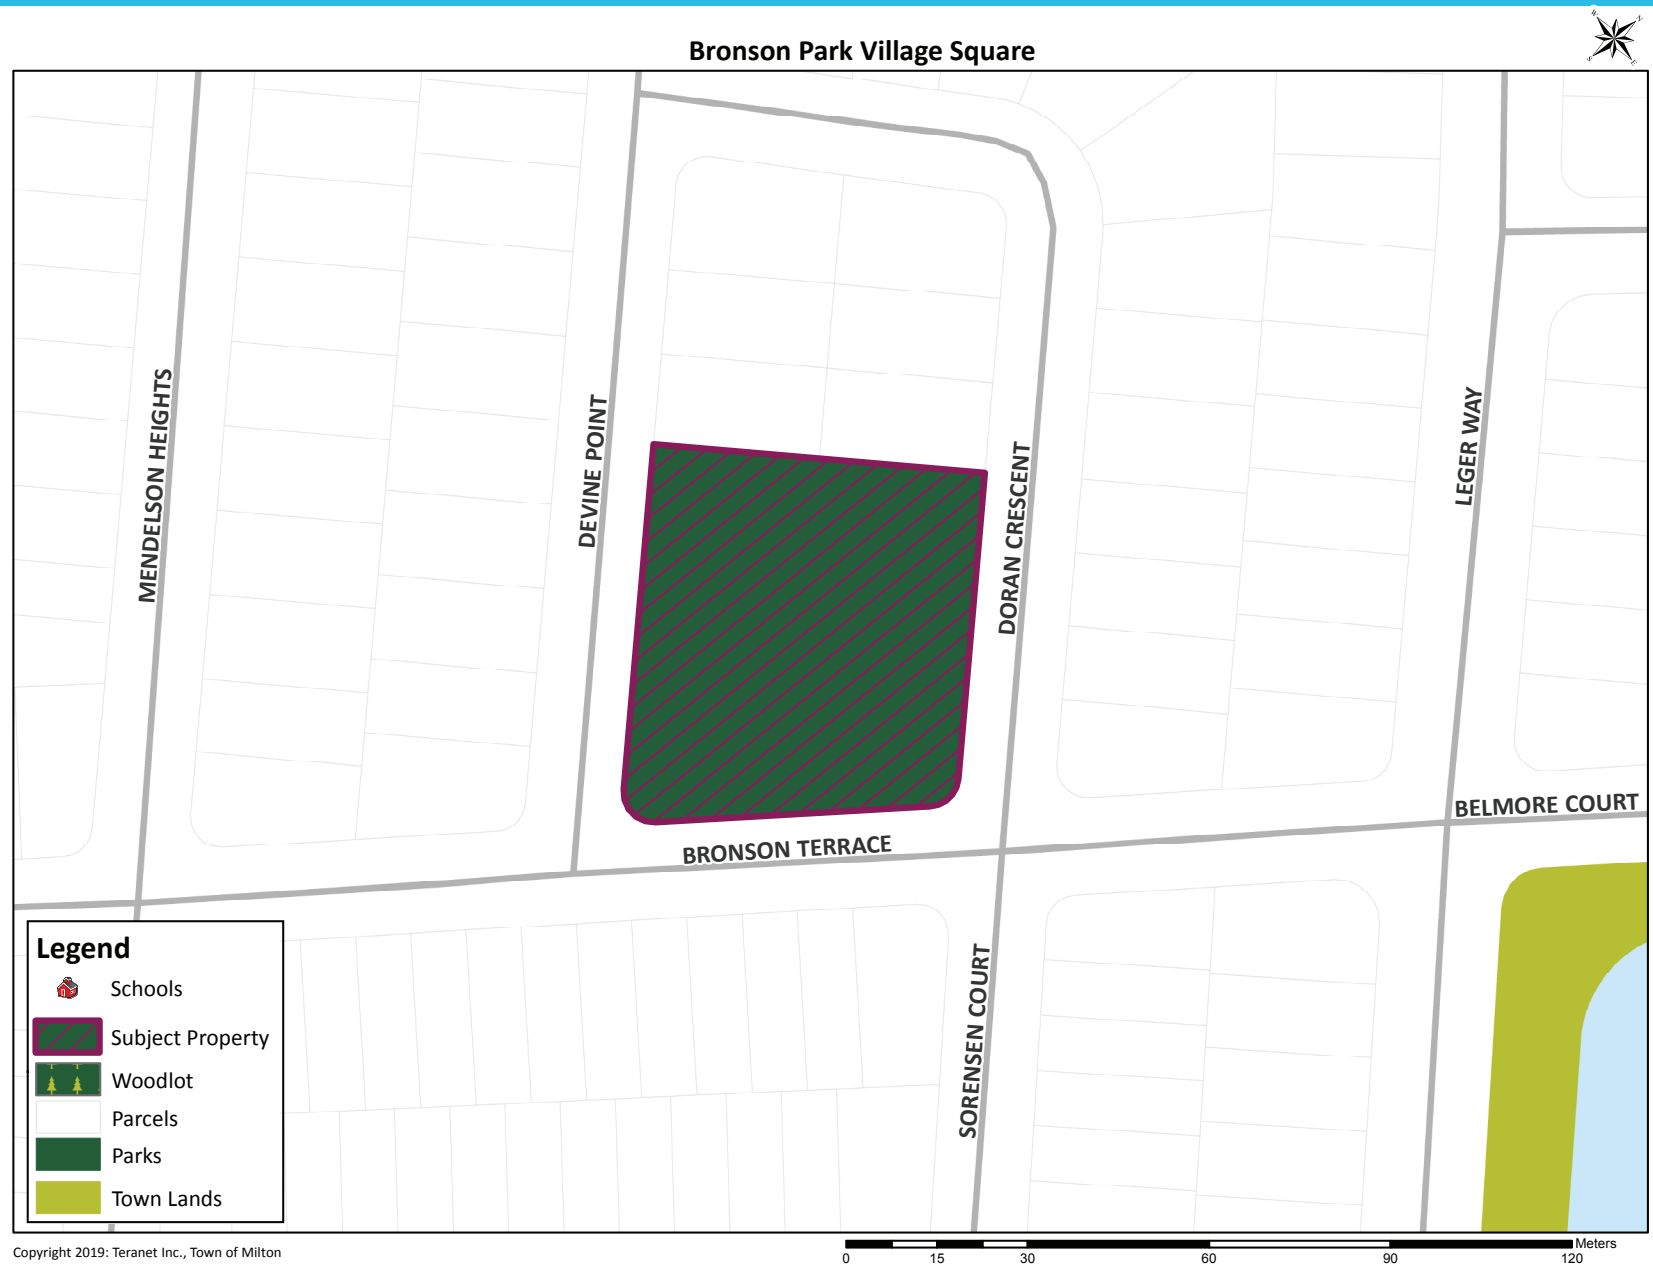 Bronson Park Village Square
W
N
S
E
MENDELSON HEIGHTS
DEVINE POINT
DORAN CRESCENT
LEGER WAY
BELMORE COURT
BRONSON TERRACE
SORENSEN COURT
Legend
Schools
Subject Property
Woodlot
Parcels
Parks
Town Lands
Copyright 2019: Teranet Inc., Town of Milton
Meters
0 15 30 60 90 120